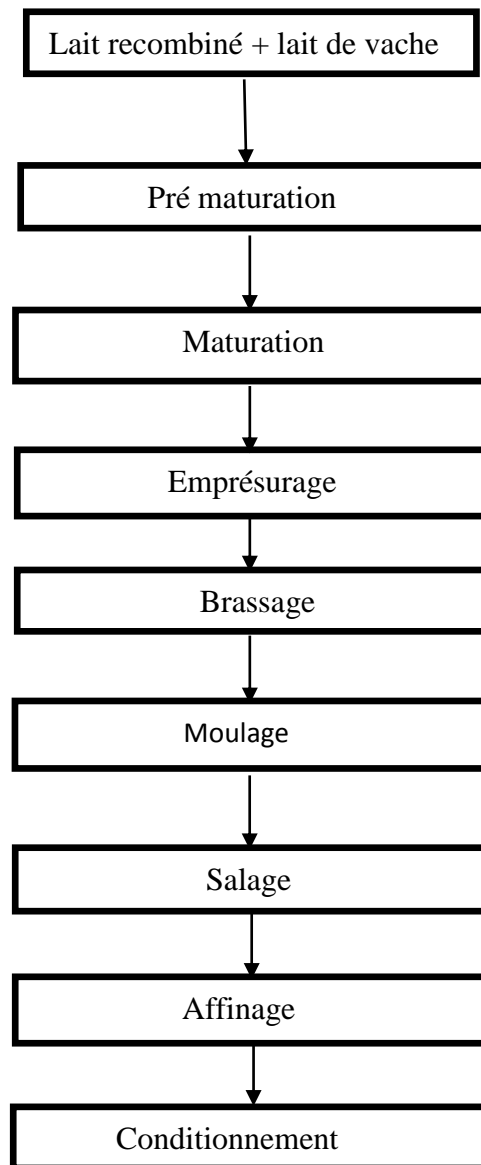 Lait recombiné + lait de vache
Pré maturation
Maturation
Emprésurage
Brassage
Moulage
Salage
Affinage
Conditionnement